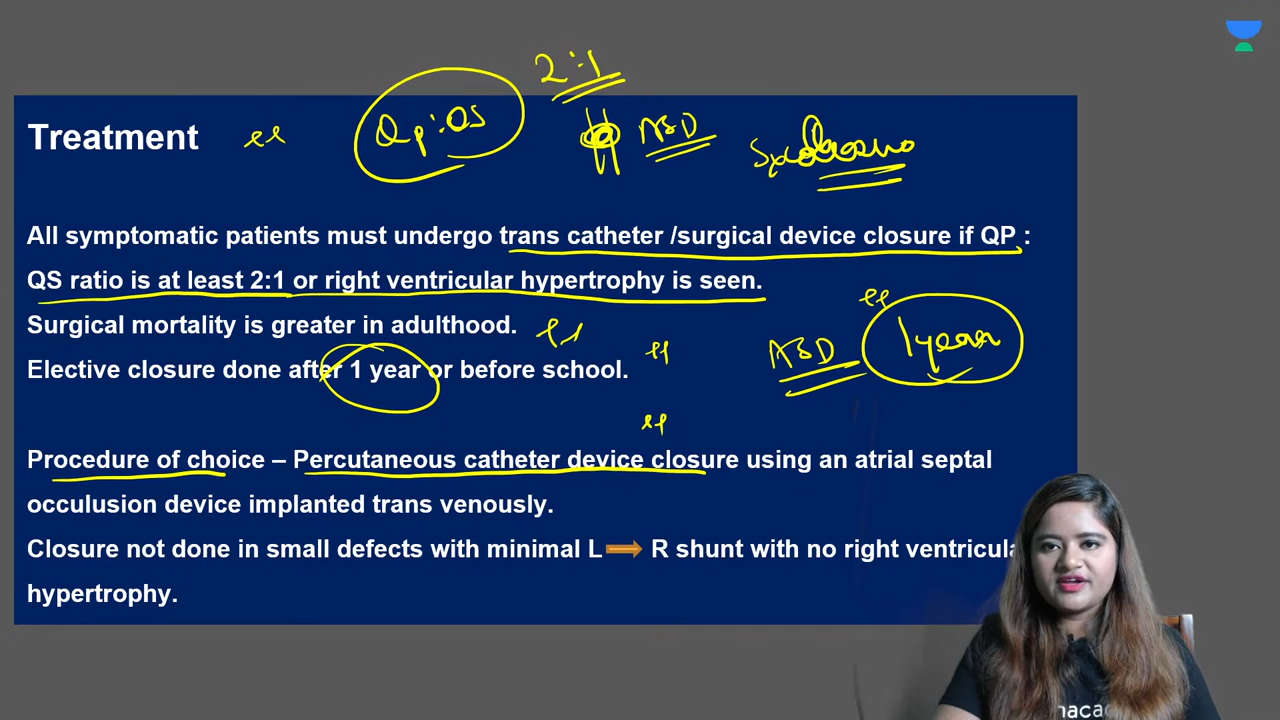 2:1
Qp:QS
ASD
Treatment
All symptomatic patients must undergo trans catheter /surgical device closure if QP :
QS ratio is at least 2:1 or right ventricular hypertrophy is seen.
Surgical mortality is greater in adulthood.
ASD
1 year
Elective closure done after 1 year or before school.
Procedure of choice – Percutaneous catheter device closure using an atrial septal
occulusion device implanted trans venously.
Closure not done in small defects with minimal L R shunt with no right ventricula
hypertrophy.
naca